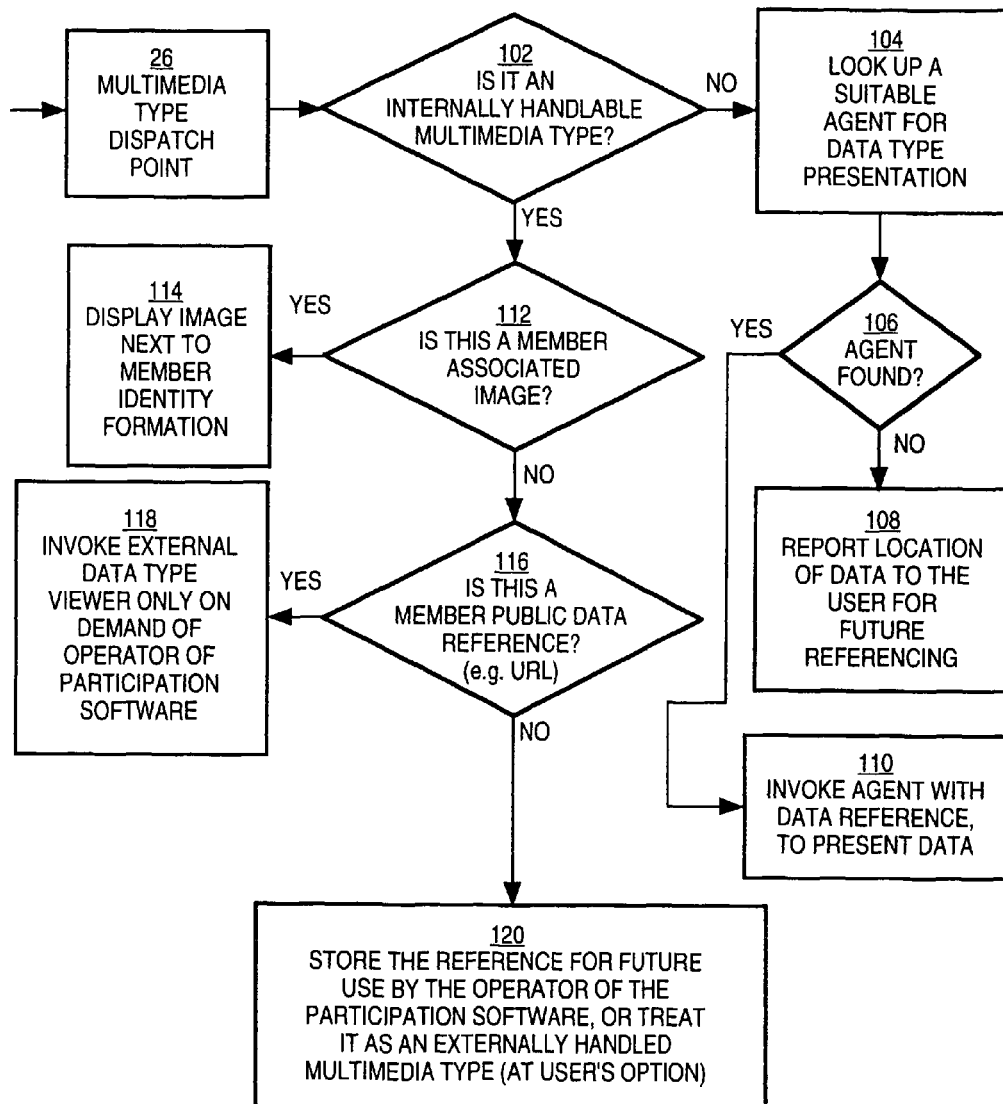 26
MULTIMEDIA
TYPE
DISPATCH
POINT
102
IS IT AN
INTERNALLY HANDLABLE
MULTIMEDIA TYPE?
NO
YES
104
LOOK UP A
SUITABLE
AGENT FOR
DATA TYPE
PRESENTATION
114
DISPLAY IMAGE
NEXT TO
MEMBER
IDENTITY
FORMATION
YES
112
IS THIS A MEMBER
ASSOCIATED
IMAGE?
NO
YES
106
AGENT
FOUND?
NO
118
INVOKE EXTERNAL
DATA TYPE
VIEWER ONLY ON
DEMAND OF
OPERATOR OF
PARTICIPATION
SOFTWARE
YES
116
IS THIS A
MEMBER PUBLIC DATA
REFERENCE?
(e.g. URL)
NO
108
REPORT LOCATION
OF DATA TO THE
USER FOR
FUTURE
REFERENCING
110
INVOKE AGENT WITH
DATA REFERENCE,
TO PRESENT DATA
120
STORE THE REFERENCE FOR FUTURE
USE BY THE OPERATOR OF THE
PARTICIPATION SOFTWARE, OR TREAT
IT AS AN EXTERNALLY HANDLED
MULTIMEDIA TYPE (AT USER'S OPTION)